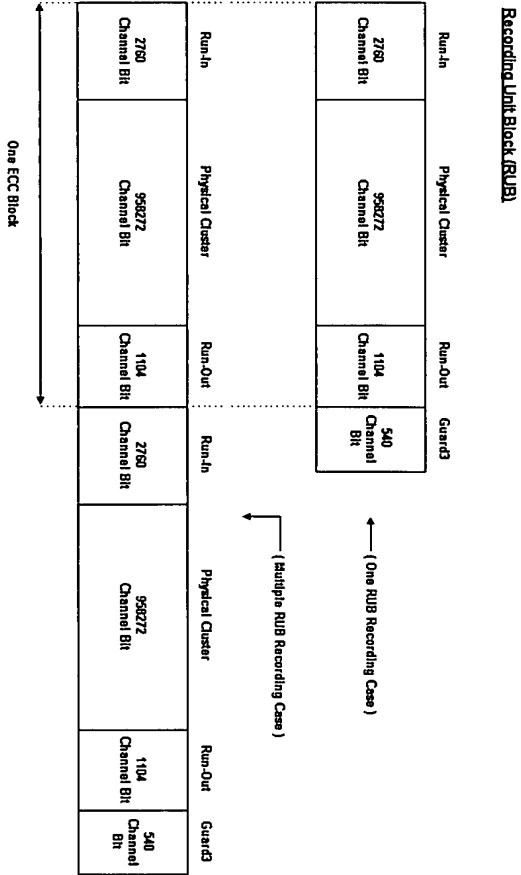 Recording Unit Block (RUB)
Run-In
Physical Cluster
Run-Out
Guard3
2760
Channel Bit
958272
Channel Bit
1104
Channel Bit
540
Channel
Bit
( One RUB Recording Case )
( Multiple RUB Recording Case )
Run-In
Physical Cluster
Run-Out
Run-In
Physical Cluster
Run-Out
Guard3
2760
Channel Bit
958272
Channel Bit
1104
Channel Bit
2760
Channel Bit
958272
Channel Bit
1104
Channel Bit
540
Channel
Bit
One ECC Block